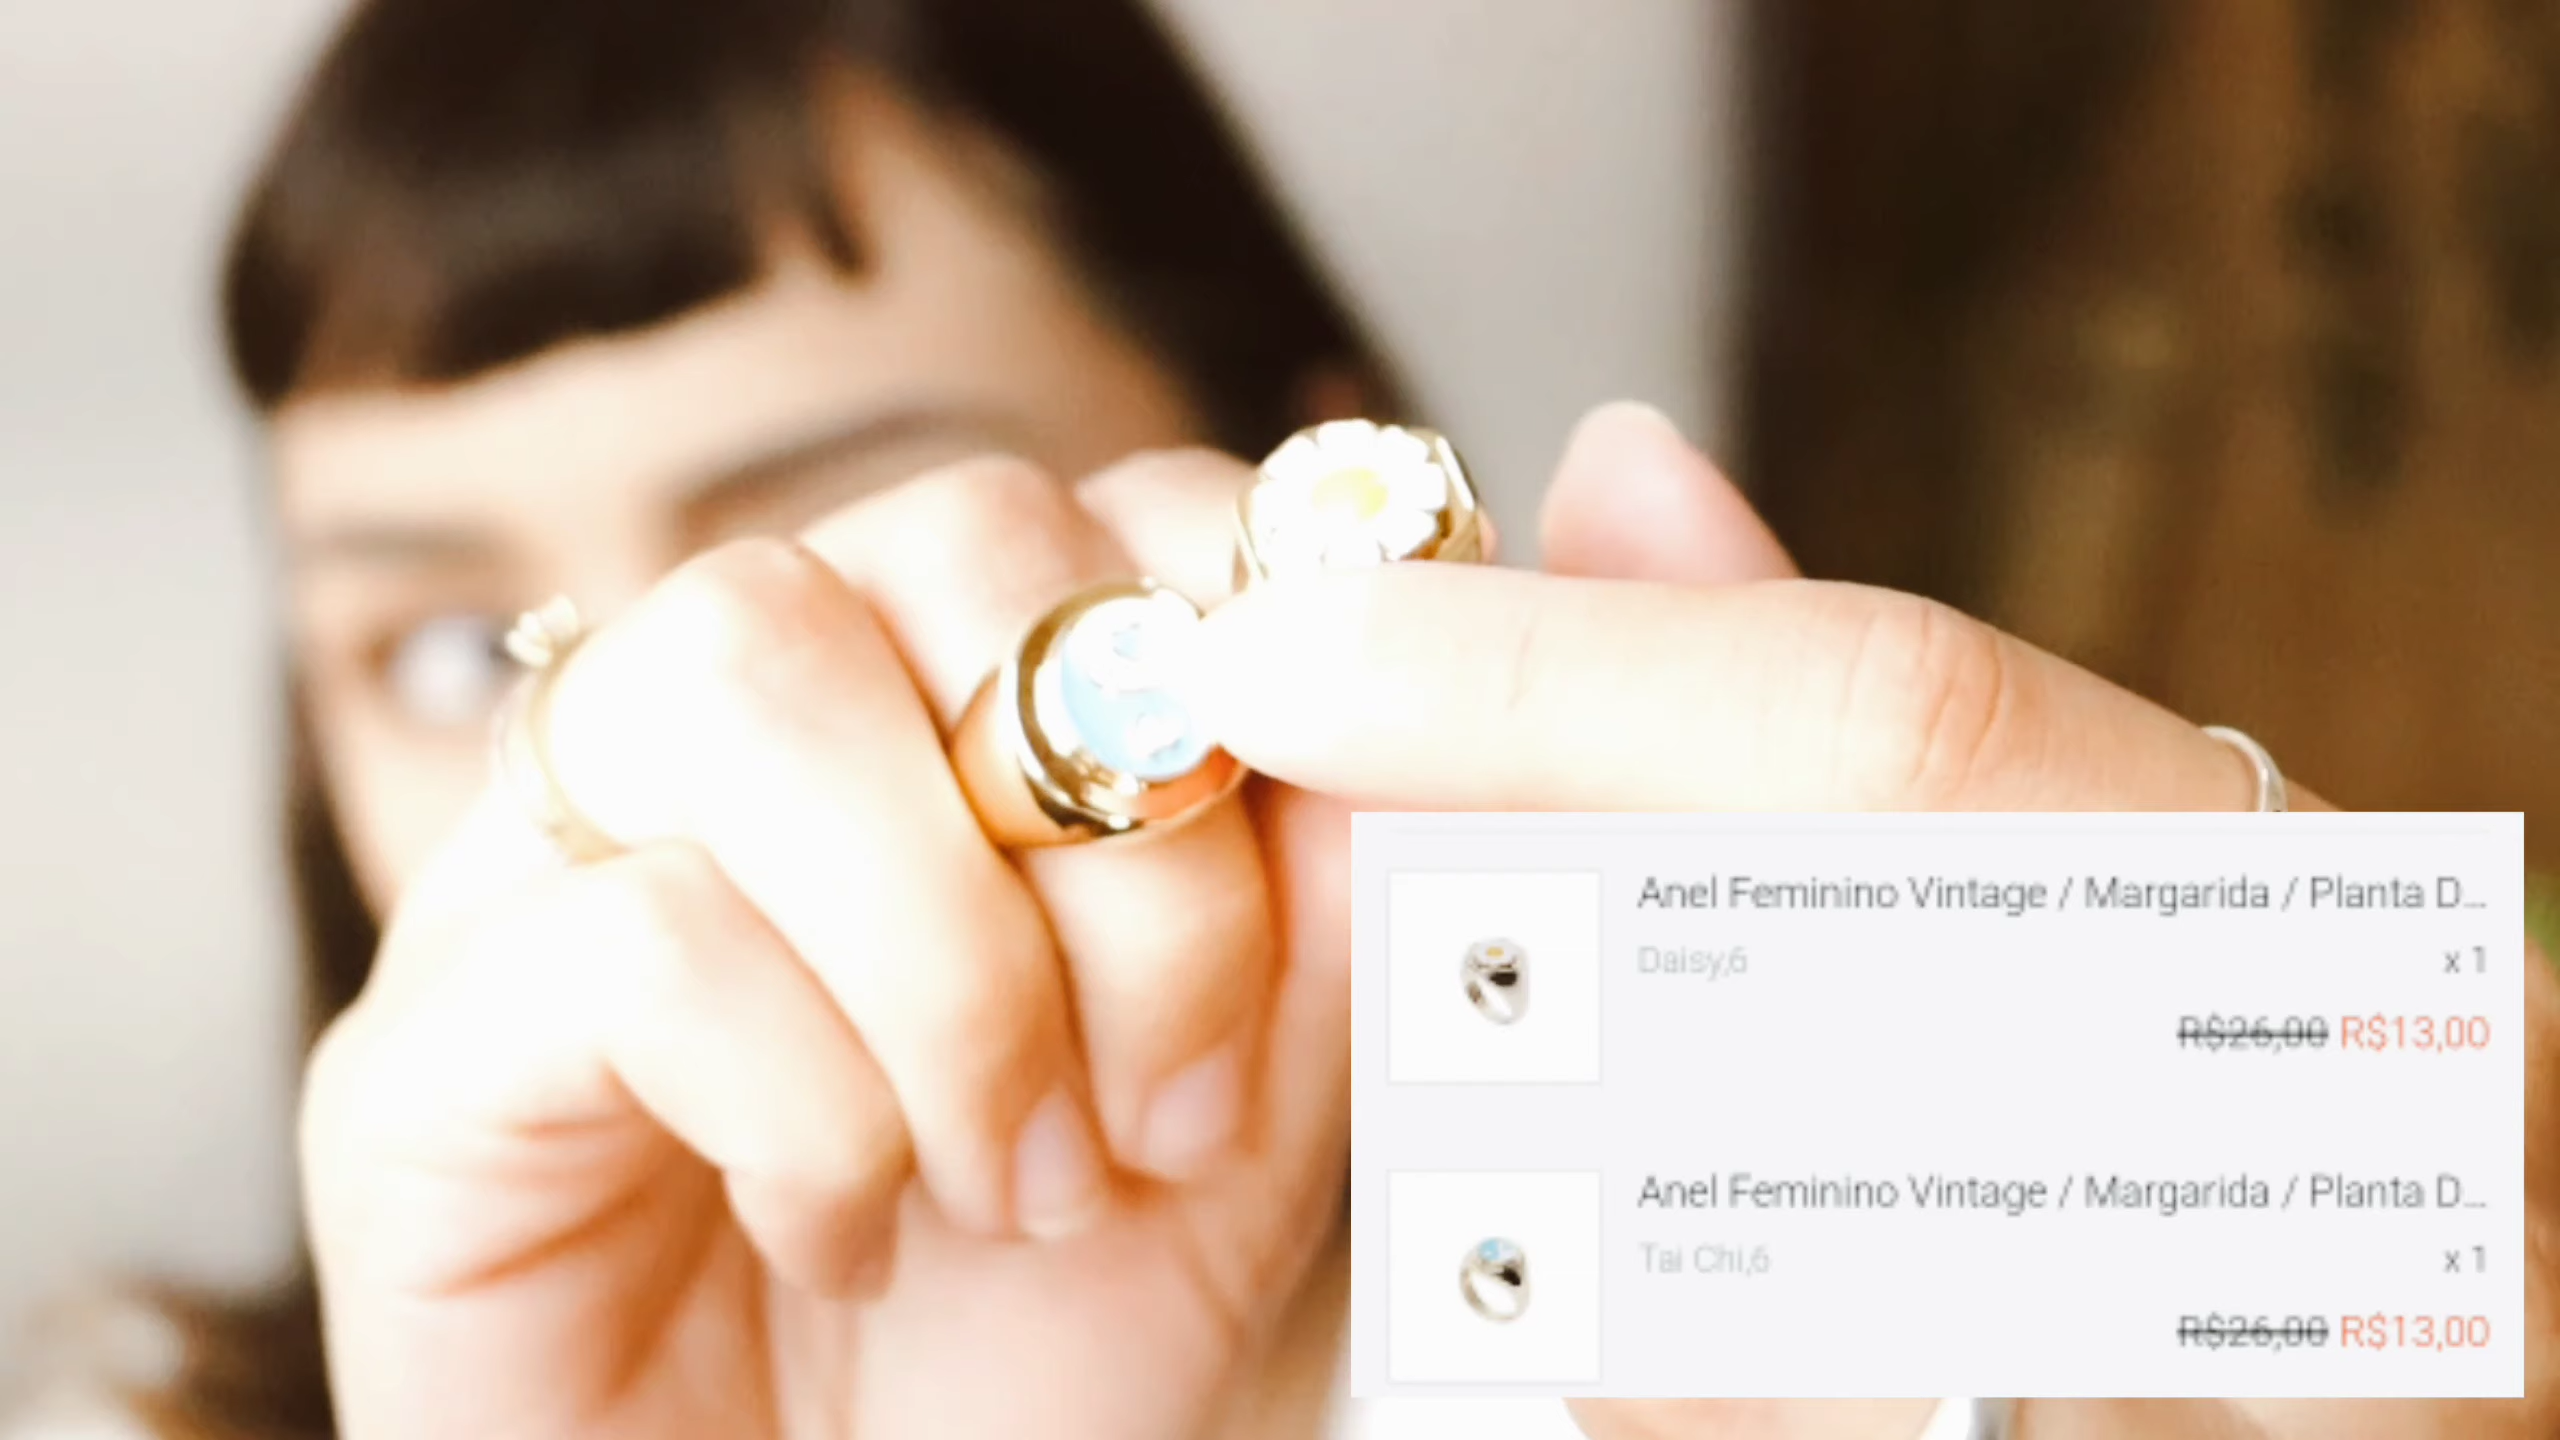 Anel Feminino Vintage / Margarida / Planta D...
Daisy,6
x 1
R$26,00 R$13,00
Anel Feminino Vintage / Margarida / Planta D...
Tai Chi,6
x 1
R$26,00 R$13,00